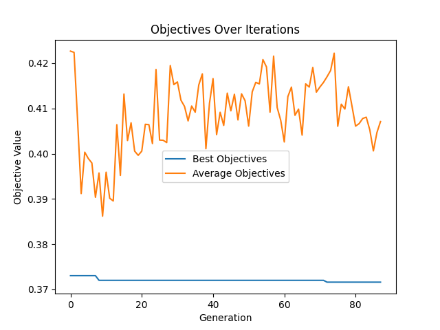 Objectives Over Iterations
Objective Value
0.42
0.41
0.40
0.39
0.38
0.37
Best Objectives
Average Objectives
0 20 40 60 80
Generation